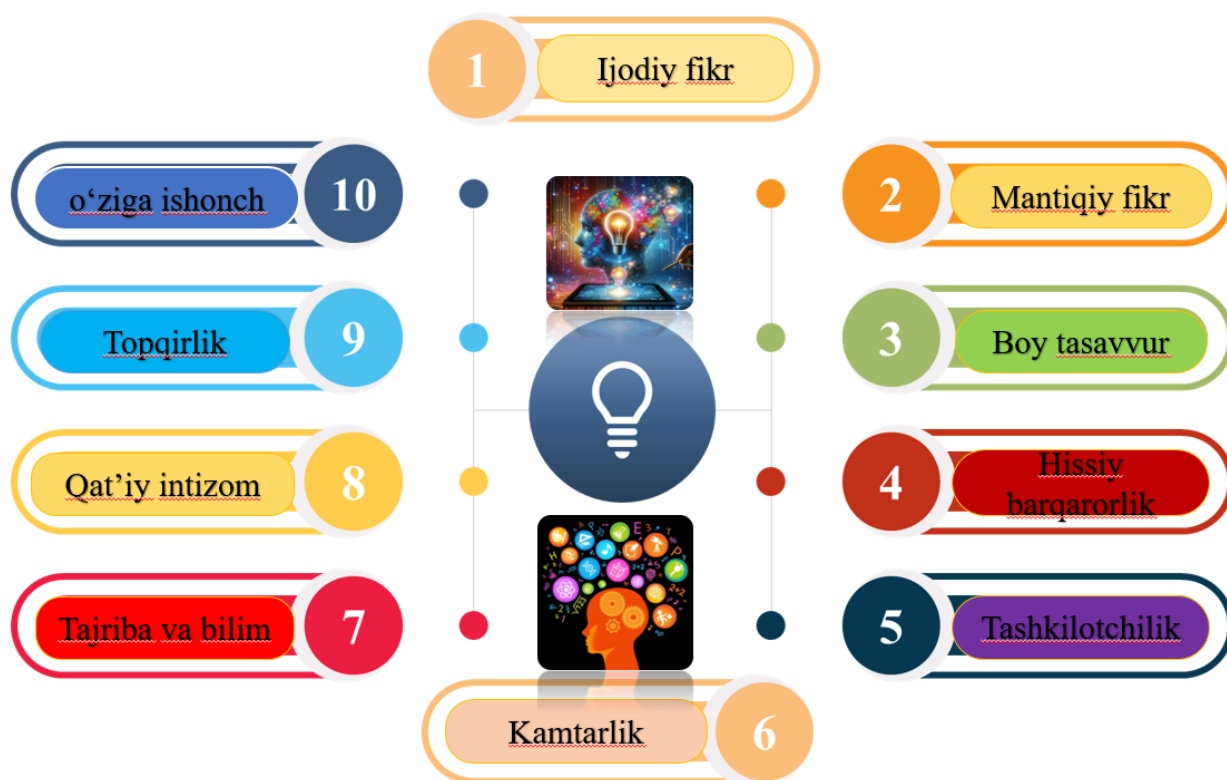 1
Ijodiy fikr
2
Mantiqiy fikr
3
Boy tasavvur
4
Hissiy
barqarorlik
5
Tashkilotchilik
6
Kamtarlik
7
Tajriba va bilim
8
Qat’iy intizom
9
Topqirlik
10
o‘ziga ishonch